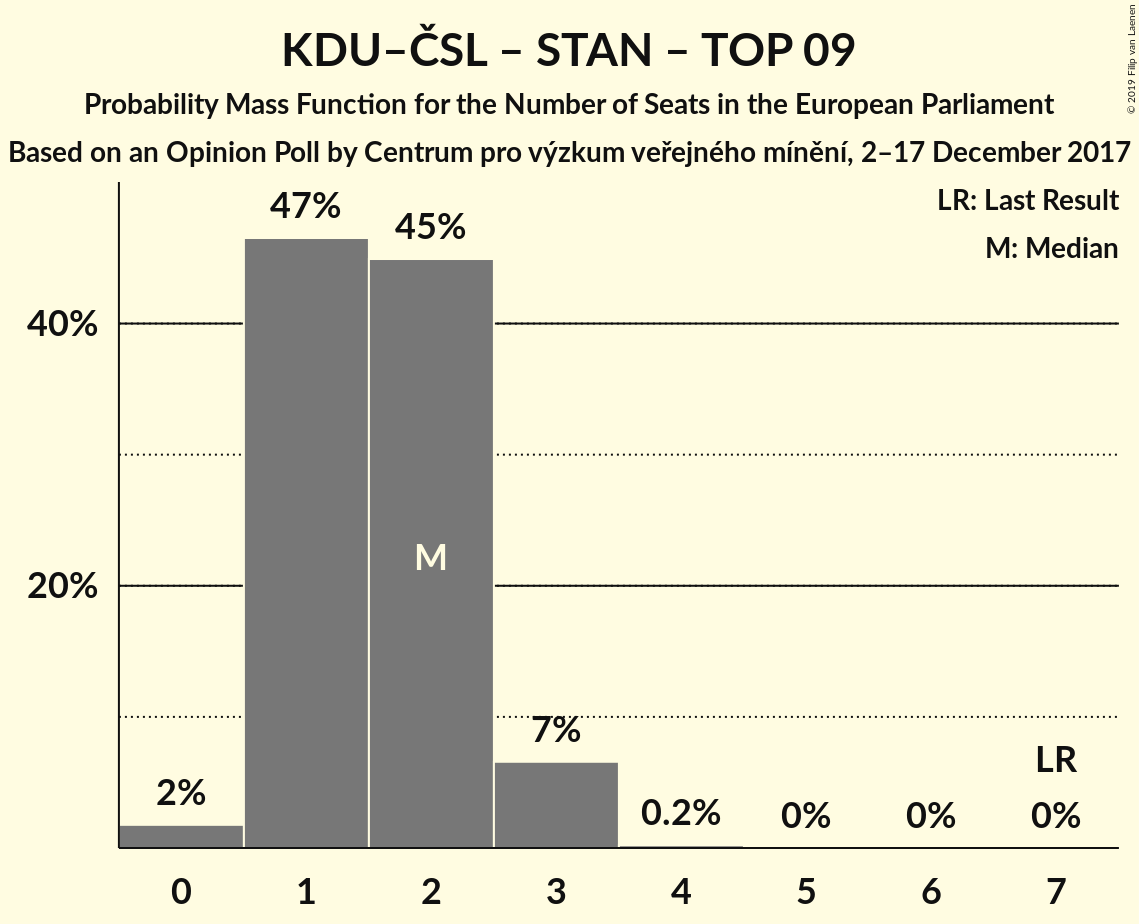 KDU–ČSL – STAN – TOP 09
Probability Mass Function for the Number of Seats in the European Parliament
Based on an Opinion Poll by Centrum pro výzkum veřejného mínění, 2–17 December 2017
© 2019 Filip van Laenen
LR: Last Result
M: Median
47%
45%
40%
M
20%
7%
LR
2%
0.2%
0%
0%
0%
0 1 2 3 4 5 6 7